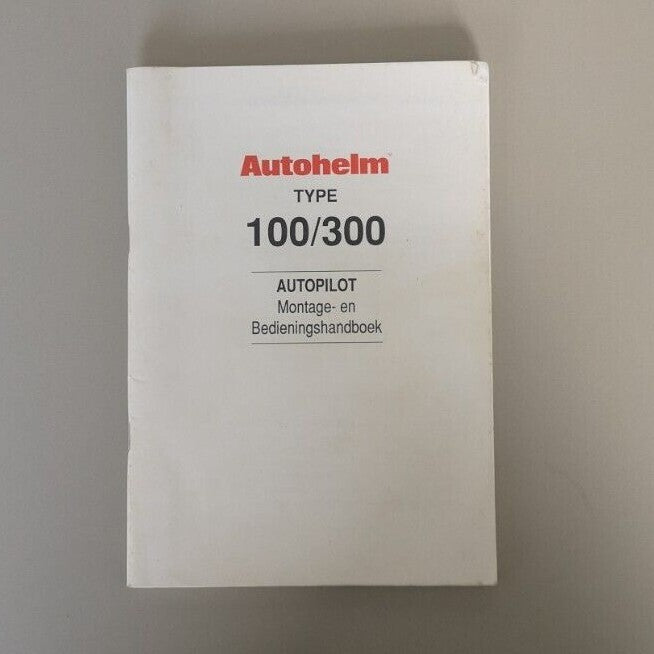 Autohelm
TYPE
100/300
AUTOPILOT
Montage- en
Bedieningshandboek